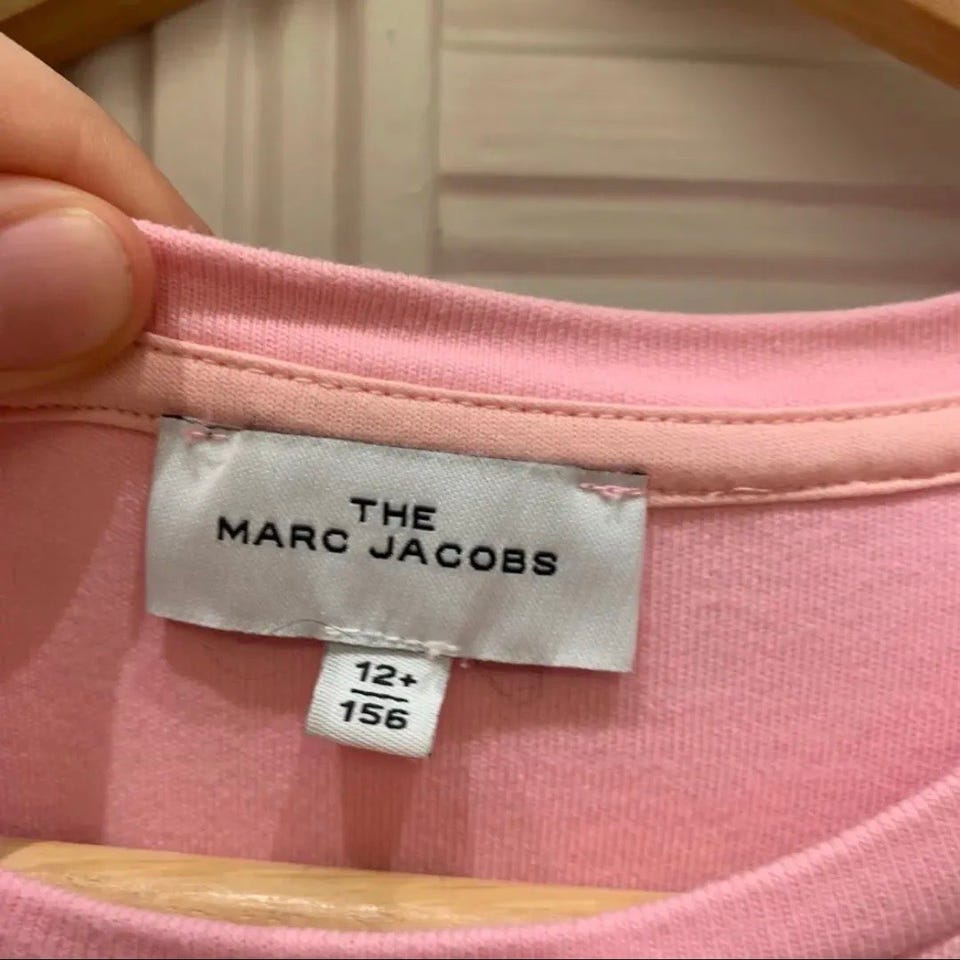 THE
MARC JACOBS
12+
156